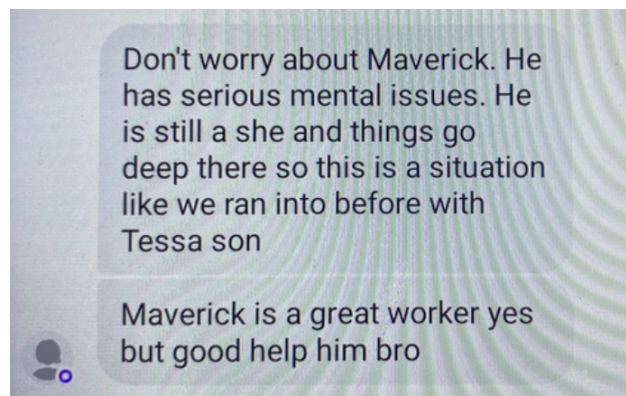 Don't worry about Maverick. He
has serious mental issues. He
is still a she and things go
deep there so this is a situation
like we ran into before with
Tessa son
Maverick is a great worker yes
but good help him bro